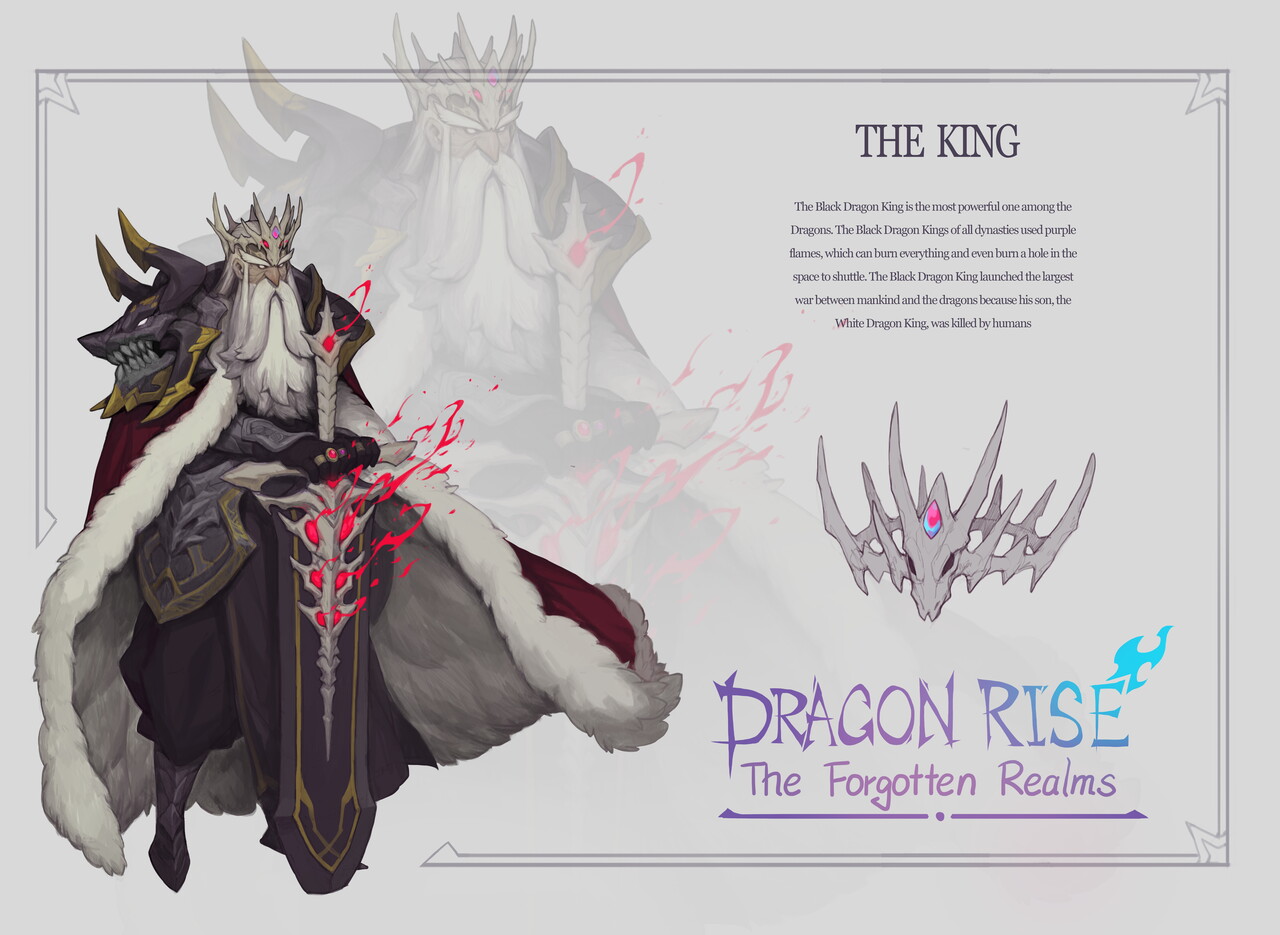 THE KING
The Black Dragon King is the most powerful one among the
Dragons. The Black Dragon Kings of all dynasties used purple
flames, which can burn everything and even burn a hole in the
space to shuttle. The Black Dragon King launched the largest
war between mankind and the dragons because his son, the
White Dragon King, was killed by humans
DRAGON RISE
The Forgotten Realms